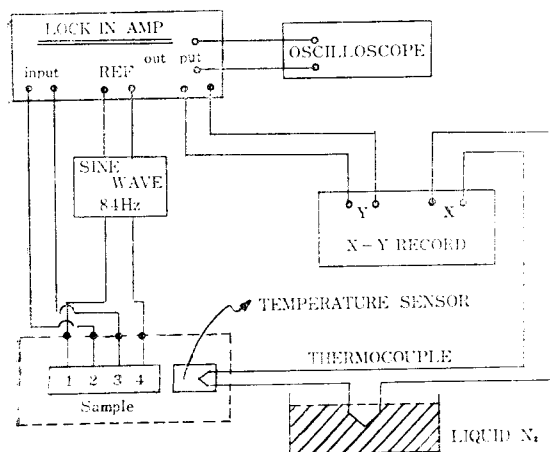 LOCK IN AMP
out put
input
REF
OSCILLOSCOPE
SINE
WAVE
84Hz
Y
X
X-Y RECORD
TEMPERATURE SENSOR
THERMOCOUPLE
1 2 3 4
Sample
LIQUID N₂